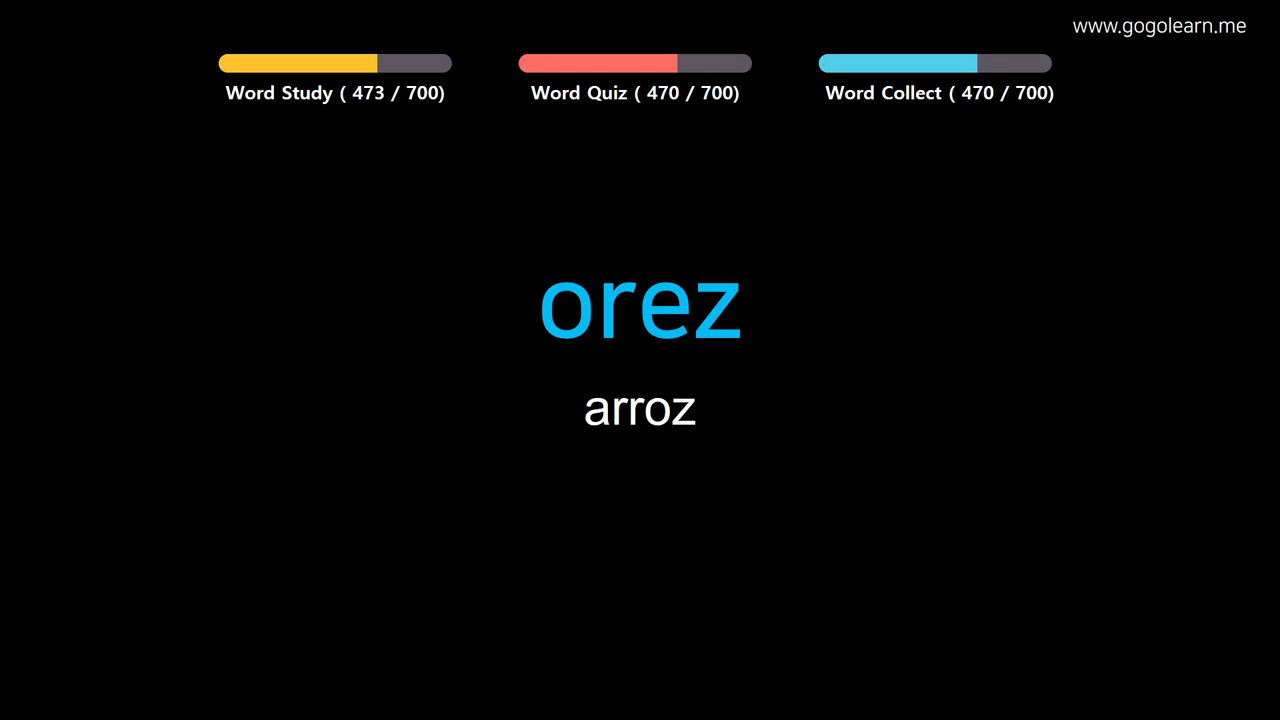 www.gogolearn.me
Word Study ( 473 / 700)
Word Quiz ( 470 / 700)
Word Collect ( 470 / 700)
orez
arroz